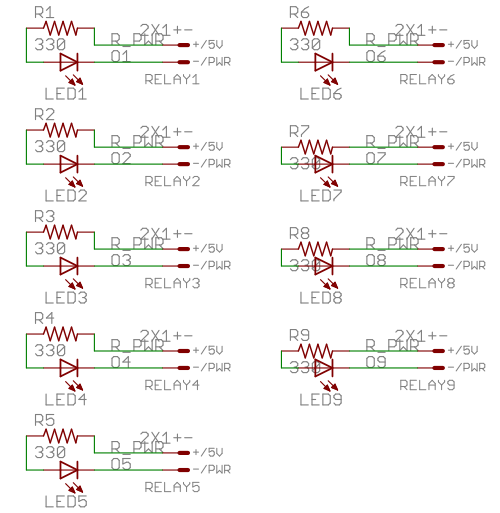 R1
330
LED1
2X1+-
R_PWR
01
+/5V
-/PWR
RELAY1
R6
330
LED6
2X1+-
R_PWR
06
+/5V
-/PWR
RELAY6
R2
330
LED2
2X1+-
R_PWR
02
+/5V
-/PWR
RELAY2
R7
330
LED7
2X1+-
R_PWR
07
+/5V
-/PWR
RELAY7
R3
330
LED3
2X1+-
R_PWR
03
+/5V
-/PWR
RELAY3
R8
330
LED8
2X1+-
R_PWR
08
+/5V
-/PWR
RELAY8
R4
330
LED4
2X1+-
R_PWR
04
+/5V
-/PWR
RELAY4
R9
330
LED9
2X1+-
R_PWR
09
+/5V
-/PWR
RELAY9
R5
330
LED5
2X1+-
R_PWR
05
+/5V
-/PWR
RELAY5